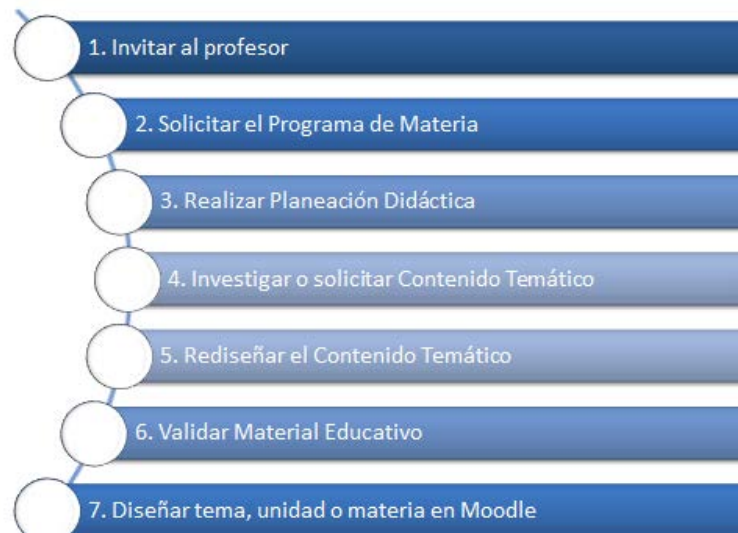 1. Invitar al profesor
2. Solicitar el Programa de Materia
3. Realizar Planeación Didáctica
4. Investigar o solicitar Contenido Temático
5. Rediseñar el Contenido Temático
6. Validar Material Educativo
7. Diseñar tema, unidad o materia en Moodle